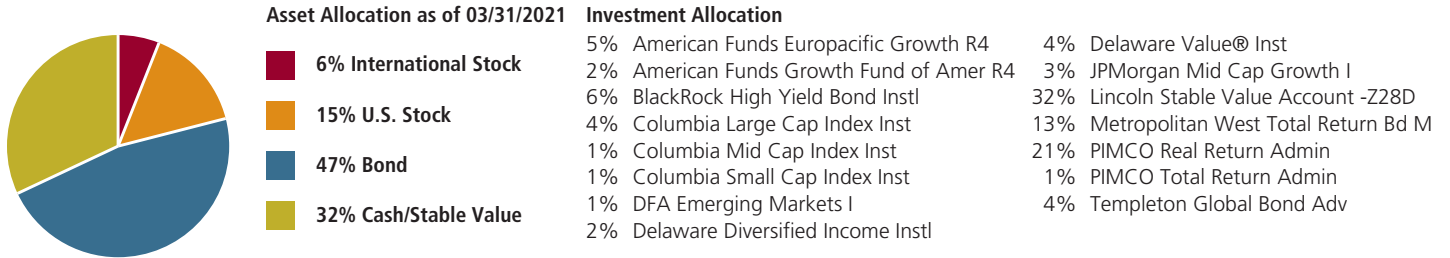 Asset Allocation as of 03/31/2021
6% International Stock
15% U.S. Stock
47% Bond
32% Cash/Stable Value
Investment Allocation
5% American Funds Europacific Growth R4
2% American Funds Growth Fund of Amer R4
6% BlackRock High Yield Bond Instl
4% Columbia Large Cap Index Inst
1% Columbia Mid Cap Index Inst
1% Columbia Small Cap Index Inst
1% DFA Emerging Markets I
2% Delaware Diversified Income Instl
4% Delaware Value® Inst
3% JPMorgan Mid Cap Growth I
32% Lincoln Stable Value Account -Z28D
13% Metropolitan West Total Return Bd M
21% PIMCO Real Return Admin
1% PIMCO Total Return Admin
4% Templeton Global Bond Adv